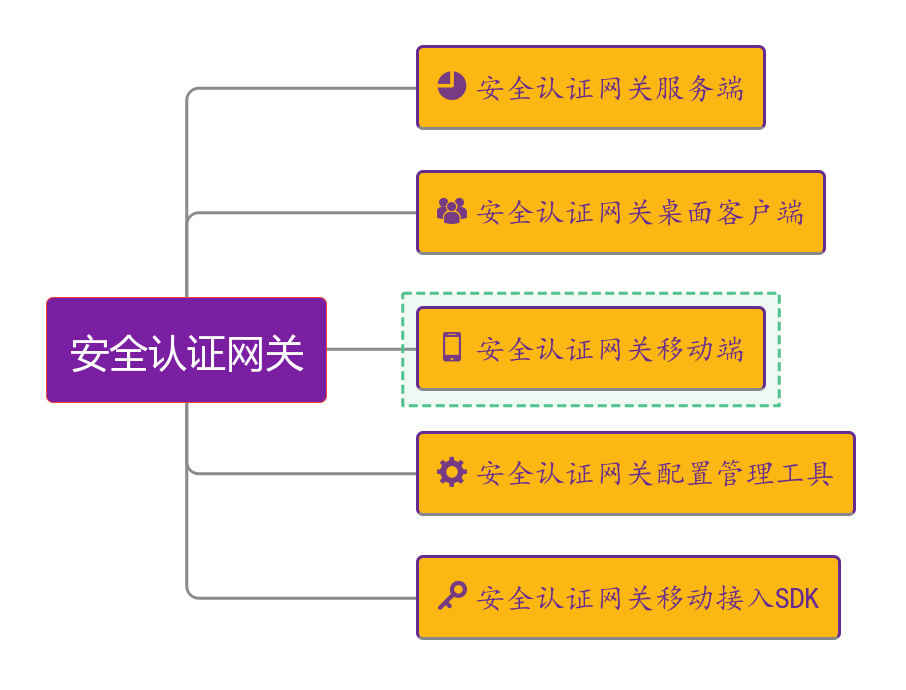 安全认证网关
安全认证网关服务端
安全认证网关桌面客户端
安全认证网关移动端
安全认证网关配置管理工具
安全认证网关移动接入SDK